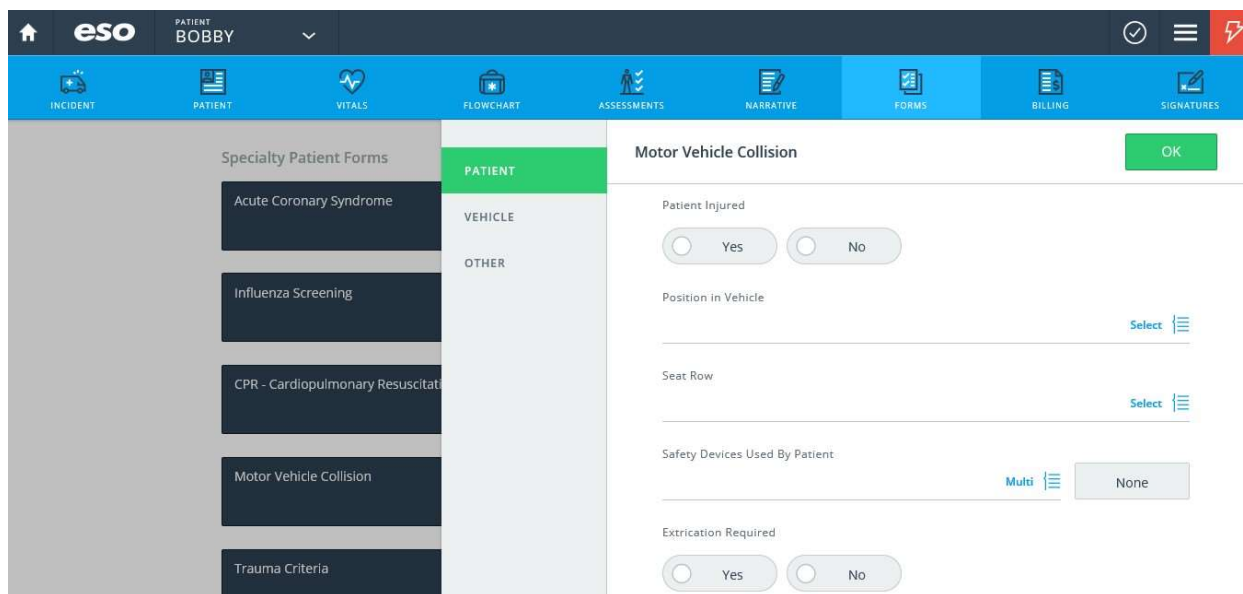 PATIENT
eso BOBBY
INCIDENT PATIENT VITALS FLOWCHART ASSESSMENTS NARRATIVE FORMS BILLING SIGNATURES
Specialty Patient Forms
Acute Coronary Syndrome
Influenza Screening
CPR - Cardiopulmonary Resuscitati
Motor Vehicle Collision
Trauma Criteria
PATIENT
VEHICLE
OTHER
Motor Vehicle Collision OK
Patient Injured
Yes No
Position in Vehicle
Select
Seat Row
Select
Safety Devices Used By Patient
Multi None
Extrication Required
Yes No